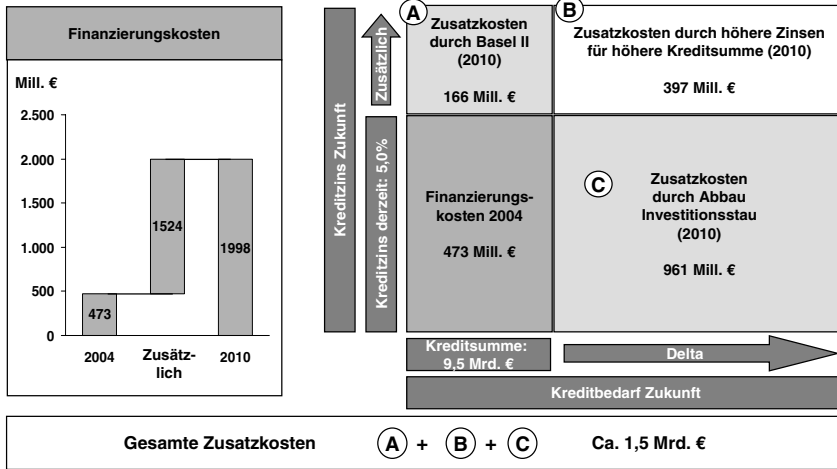 Finanzierungskosten
Mill. €
2.500
2.000
1.500
1.000
500
0
473
1524
1998
2004
Zusätz-
lich
2010
Kreditzins Zukunft
Zusätzlich
Kreditzins derzeit: 5,0%
A
Zusatzkosten
durch Basel II
(2010)
166 Mill. €
B
Zusatzkosten durch höhere Zinsen
für höhere Kreditsumme (2010)
397 Mill. €
Finanzierungs-
kosten 2004
473 Mill. €
C
Zusatzkosten
durch Abbau
Investitionsstau
(2010)
961 Mill. €
Kreditsumme:
9,5 Mrd. €
Delta
Kreditbedarf Zukunft
Gesamte Zusatzkosten A + B + C Ca. 1,5 Mrd. €